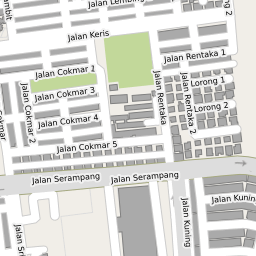 Jalan Keris
Jalan Rentaka 1
Jalan Cokmar 1
Jalan Cokmar 2
Jalan Cokmar 3
Jalan Cokmar 4
Jalan Cokmar 5
Jalan Rentaka
Jalan Rentaka 2
Lorong 1
Lorong 2
Jalan Serampang
Jalan Serampang
Jalan Kuning
Jalan Kuning